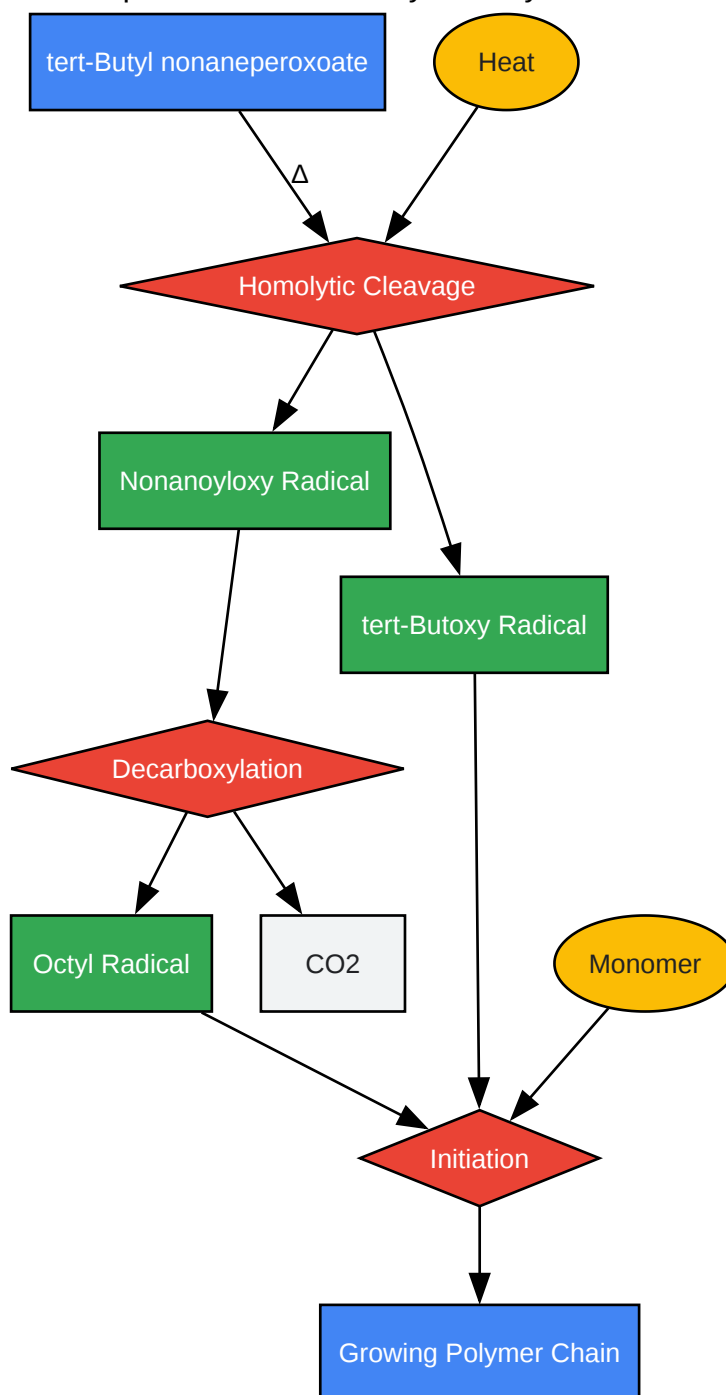 tert-Butyl nonaneperoxoate
Heat
Δ
Homolytic Cleavage
Nonanoyloxy Radical
tert-Butoxy Radical
Decarboxylation
Octyl Radical
CO2
Monomer
Initiation
Growing Polymer Chain